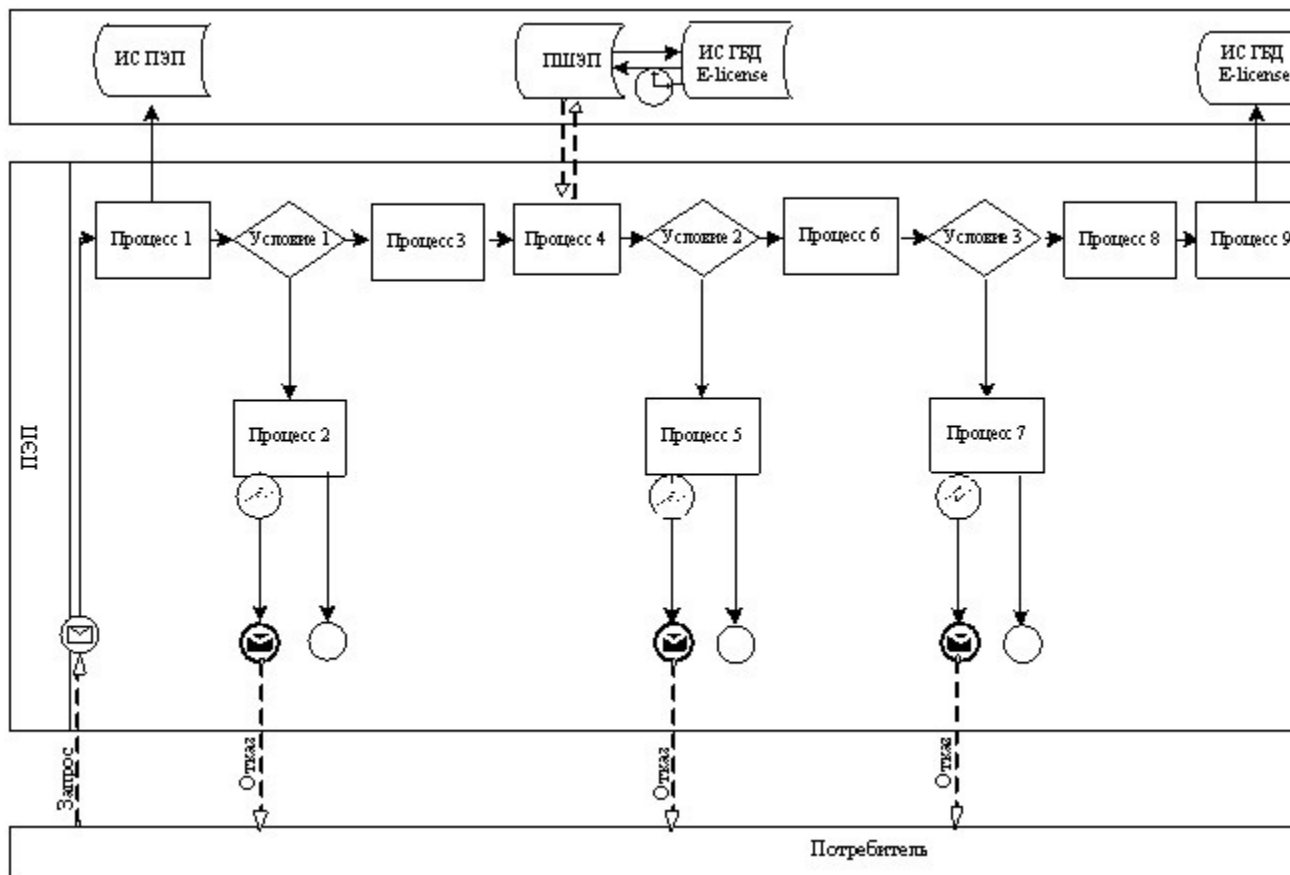 ИС ПЭП
ПШЭП
ИС ГБД
E-license
ИС ГБД
E-license
ПЭП
Процесс 1
Условие 1
Процесс 3
Процесс 4
Условие 2
Процесс 6
Условие 3
Процесс 8
Процесс 9
Процесс 2
Процесс 5
Процесс 7
Запрос
Отказ
Отказ
Отказ
Потребитель